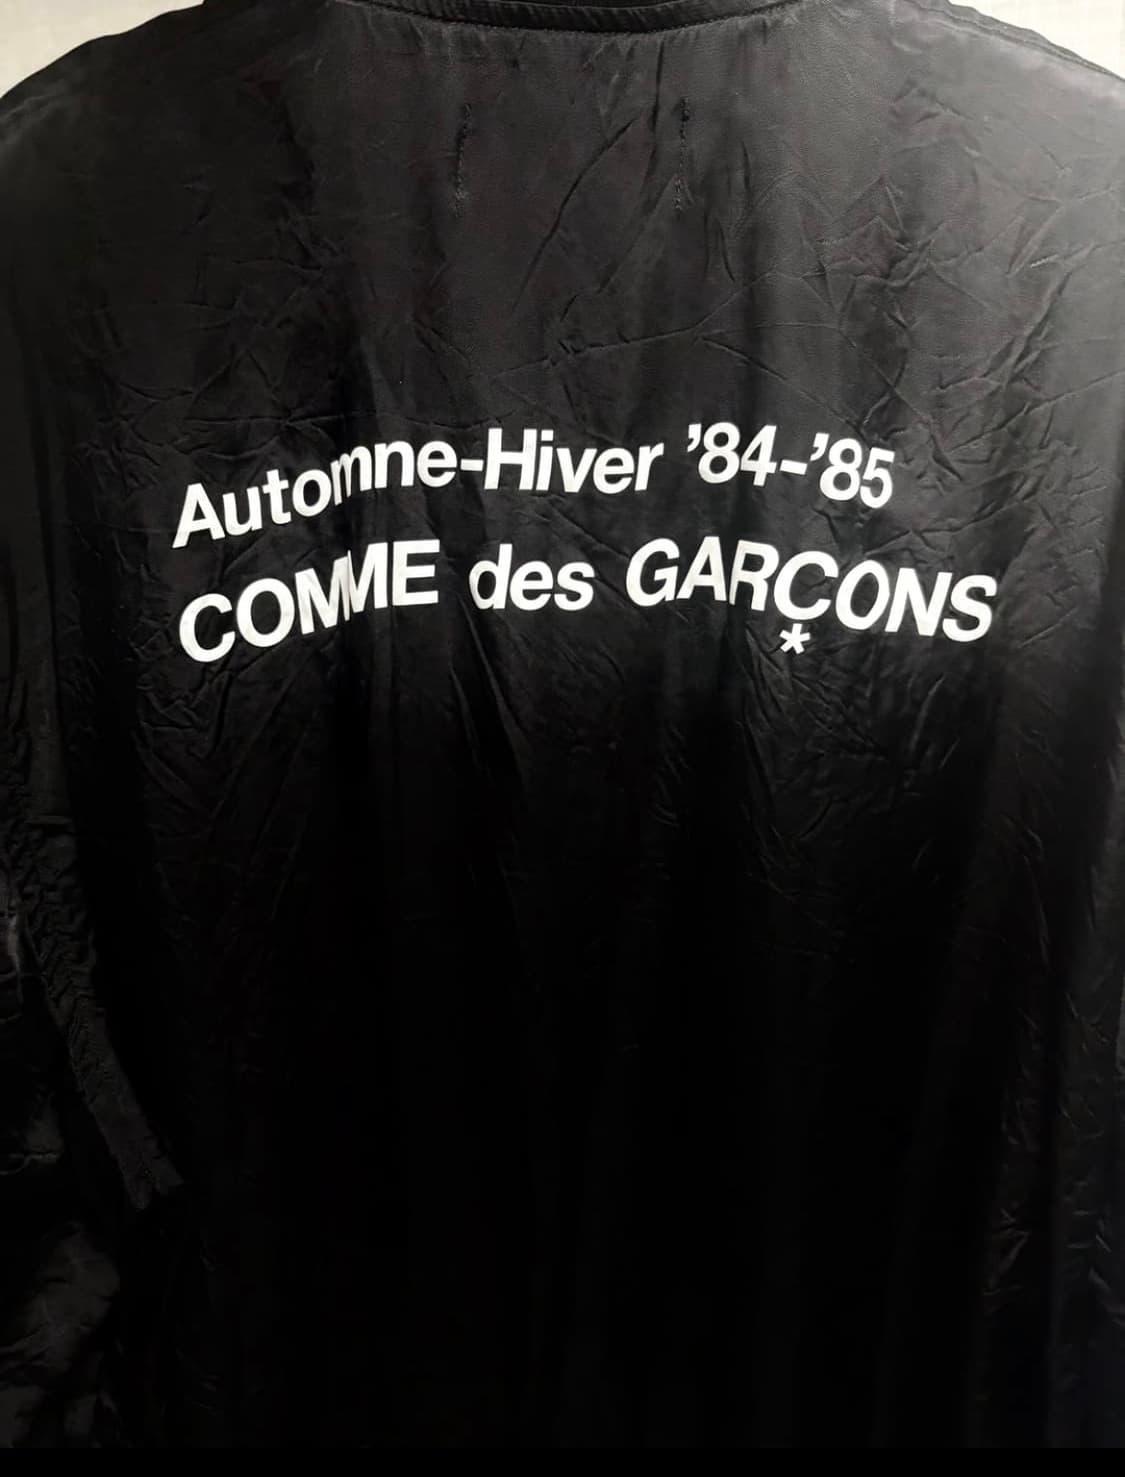 Automne-Hiver ’84-’85
COMME des GARÇONS
*